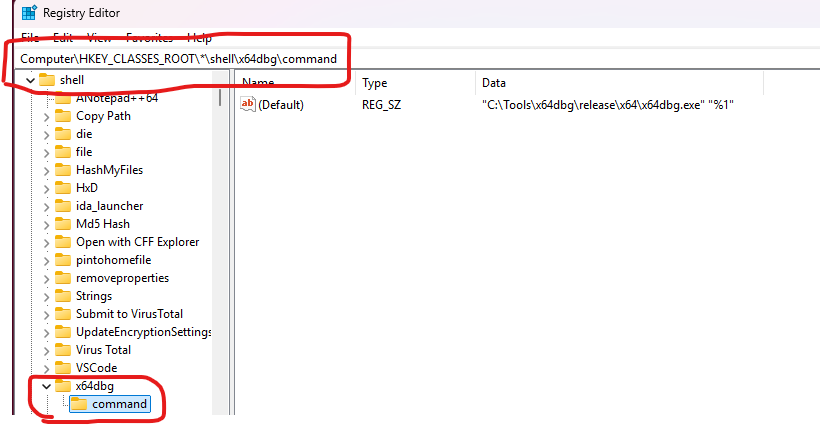 Registry Editor
File Edit View Favorites Help
Computer\HKEY_CLASSES_ROOT\*\shell\x64dbg\command
shell
ANotepad++64
Copy Path
die
file
HashMyFiles
HxD
ida_launcher
Md5 Hash
Open with CFF Explorer
pintohomefile
removeproperties
Strings
Submit to VirusTotal
UpdateEncryptionSettings
Virus Total
VSCode
x64dbg
command
Name Type Data
ab (Default) REG_SZ "C:\Tools\x64dbg\release\x64\x64dbg.exe" "%1"